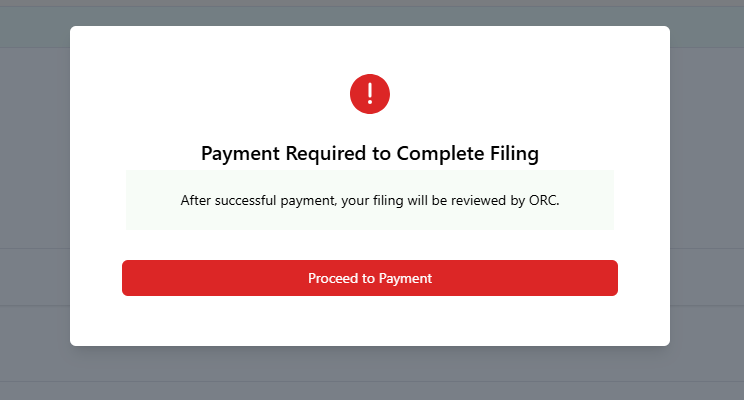 Payment Required to Complete Filing
After successful payment, your filing will be reviewed by ORC.
Proceed to Payment